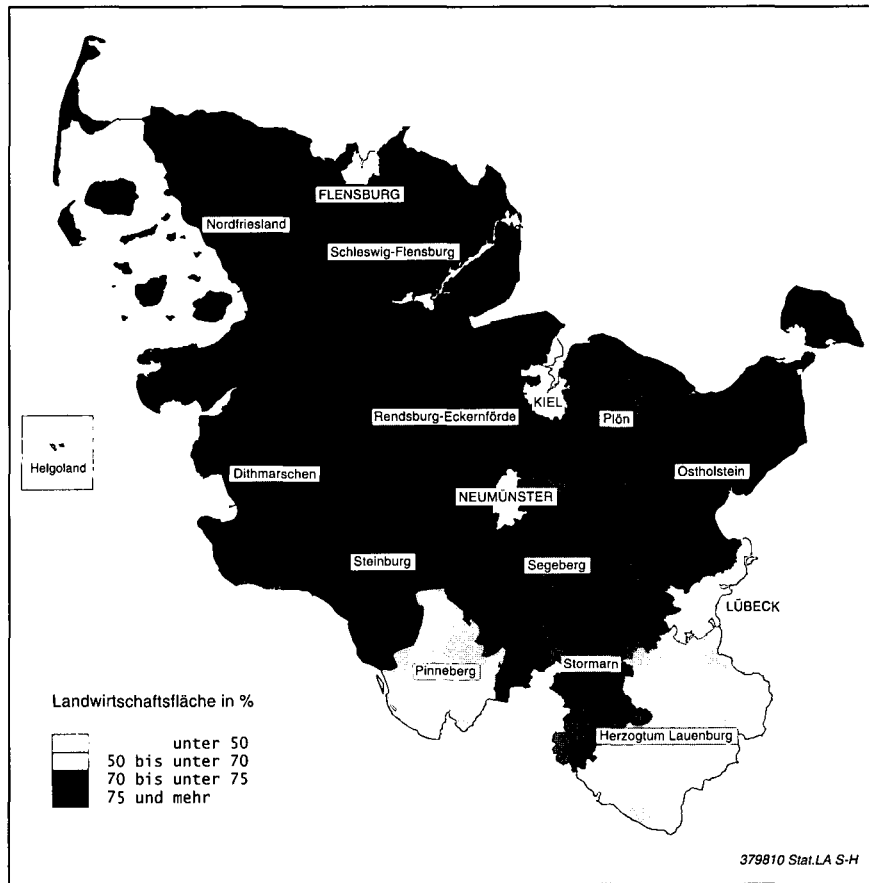 FLENSBURG
Nordfriesland
Schleswig-Flensburg
KIEL
Rendsburg-Eckernförde
Plön
Helgoland
Dithmarschen
Ostholstein
NEUMÜNSTER
Steinburg
Segeberg
LÜBECK
Stormarn
Pinneberg
Herzogtum Lauenburg
Landwirtschaftsfläche in %
unter 50
50 bis unter 70
70 bis unter 75
75 und mehr
379810 Stat.LA S-H